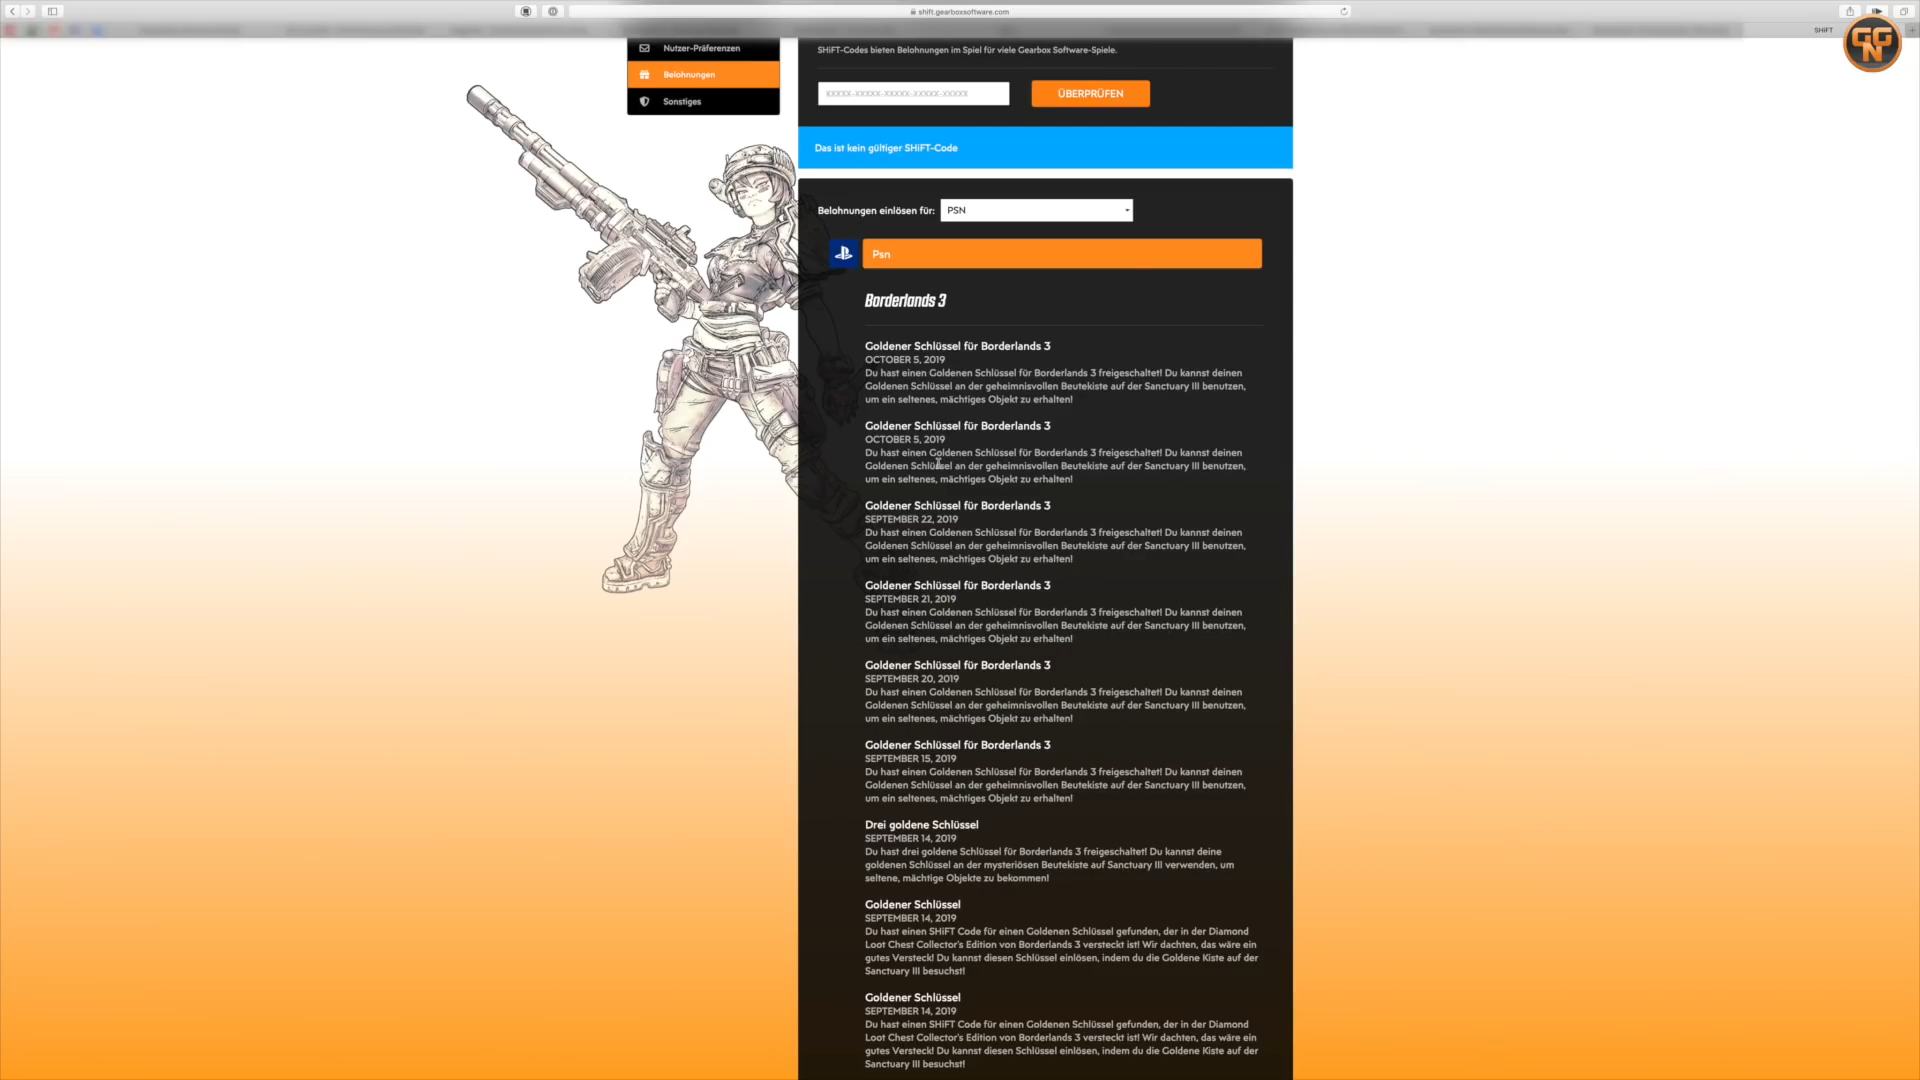 shift.gearboxsoftware.com
SHiFT
GGN
Nutzer-Präferenzen
Belohnungen
Sonstiges
SHiFT-Codes bieten Belohnungen im Spiel für viele Gearbox Software-Spiele.
XXXXX-XXXXX-XXXXX-XXXXX-XXXXX
ÜBERPRÜFEN
Das ist kein gültiger SHiFT-Code
Belohnungen einlösen für: PSN
Psn
Borderlands 3
Goldener Schlüssel für Borderlands 3
OCTOBER 5, 2019
Du hast einen Goldenen Schlüssel für Borderlands 3 freigeschaltet! Du kannst deinen
Goldenen Schlüssel an der geheimnisvollen Beutekiste auf der Sanctuary III benutzen,
um ein seltenes, mächtiges Objekt zu erhalten!
Goldener Schlüssel für Borderlands 3
OCTOBER 5, 2019
Du hast einen Goldenen Schlüssel für Borderlands 3 freigeschaltet! Du kannst deinen
Goldenen Schlüssel an der geheimnisvollen Beutekiste auf der Sanctuary III benutzen,
um ein seltenes, mächtiges Objekt zu erhalten!
Goldener Schlüssel für Borderlands 3
SEPTEMBER 22, 2019
Du hast einen Goldenen Schlüssel für Borderlands 3 freigeschaltet! Du kannst deinen
Goldenen Schlüssel an der geheimnisvollen Beutekiste auf der Sanctuary III benutzen,
um ein seltenes, mächtiges Objekt zu erhalten!
Goldener Schlüssel für Borderlands 3
SEPTEMBER 21, 2019
Du hast einen Goldenen Schlüssel für Borderlands 3 freigeschaltet! Du kannst deinen
Goldenen Schlüssel an der geheimnisvollen Beutekiste auf der Sanctuary III benutzen,
um ein seltenes, mächtiges Objekt zu erhalten!
Goldener Schlüssel für Borderlands 3
SEPTEMBER 20, 2019
Du hast einen Goldenen Schlüssel für Borderlands 3 freigeschaltet! Du kannst deinen
Goldenen Schlüssel an der geheimnisvollen Beutekiste auf der Sanctuary III benutzen,
um ein seltenes, mächtiges Objekt zu erhalten!
Goldener Schlüssel für Borderlands 3
SEPTEMBER 15, 2019
Du hast einen Goldenen Schlüssel für Borderlands 3 freigeschaltet! Du kannst deinen
Goldenen Schlüssel an der geheimnisvollen Beutekiste auf der Sanctuary III benutzen,
um ein seltenes, mächtiges Objekt zu erhalten!
Drei goldene Schlüssel
SEPTEMBER 14, 2019
Du hast drei goldene Schlüssel für Borderlands 3 freigeschaltet! Du kannst deine
goldenen Schlüssel an der mysteriösen Beutekiste auf Sanctuary III verwenden, um
seltene, mächtige Objekte zu bekommen!
Goldener Schlüssel
SEPTEMBER 14, 2019
Du hast einen SHiFT Code für einen Goldenen Schlüssel gefunden, der in der Diamond
Loot Chest Collector's Edition von Borderlands 3 versteckt ist! Wir dachten, das wäre ein
gutes Versteck! Du kannst diesen Schlüssel einlösen, indem du die Goldene Kiste auf der
Sanctuary III besuchst!
Goldener Schlüssel
SEPTEMBER 14, 2019
Du hast einen SHiFT Code für einen Goldenen Schlüssel gefunden, der in der Diamond
Loot Chest Collector's Edition von Borderlands 3 versteckt ist! Wir dachten, das wäre ein
gutes Versteck! Du kannst diesen Schlüssel einlösen, indem du die Goldene Kiste auf der
Sanctuary III besuchst!